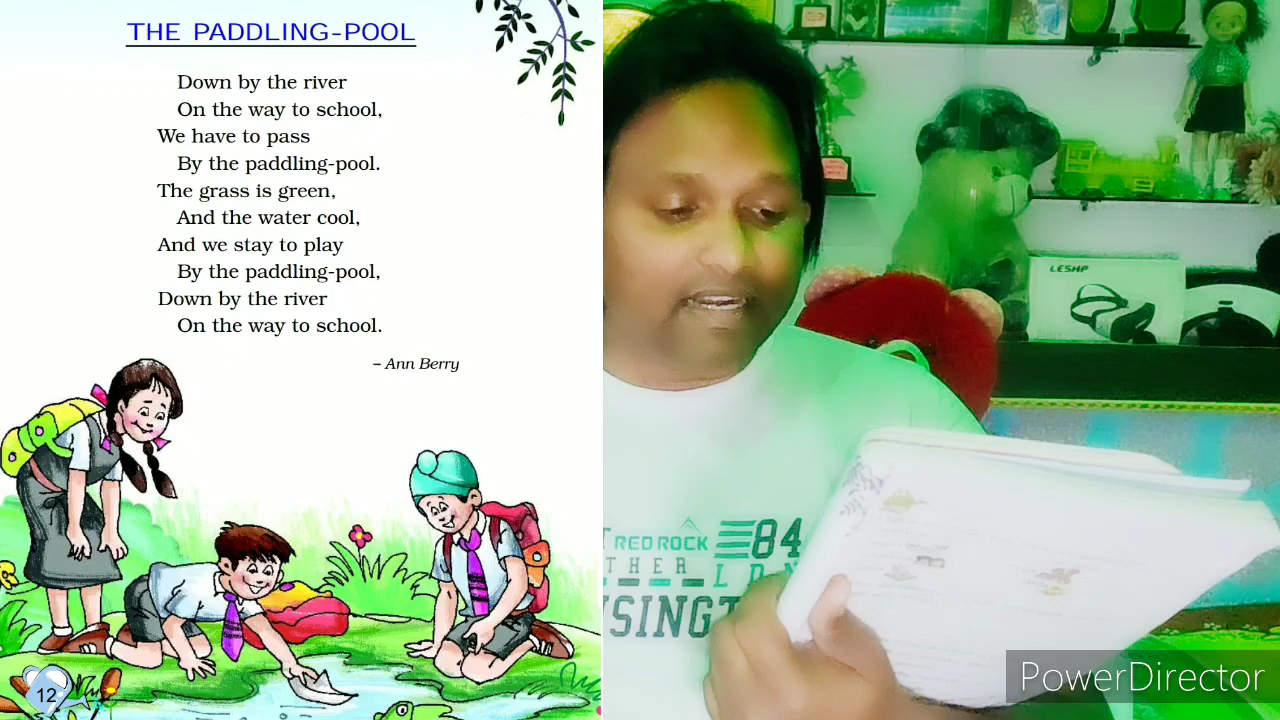 THE PADDLING-POOL
Down by the river
On the way to school,
We have to pass
By the paddling-pool.
The grass is green,
And the water cool,
And we stay to play
By the paddling-pool,
Down by the river
On the way to school.
– Ann Berry
12
LESHP
RED ROCK 84
THER
SINGT
PowerDirector